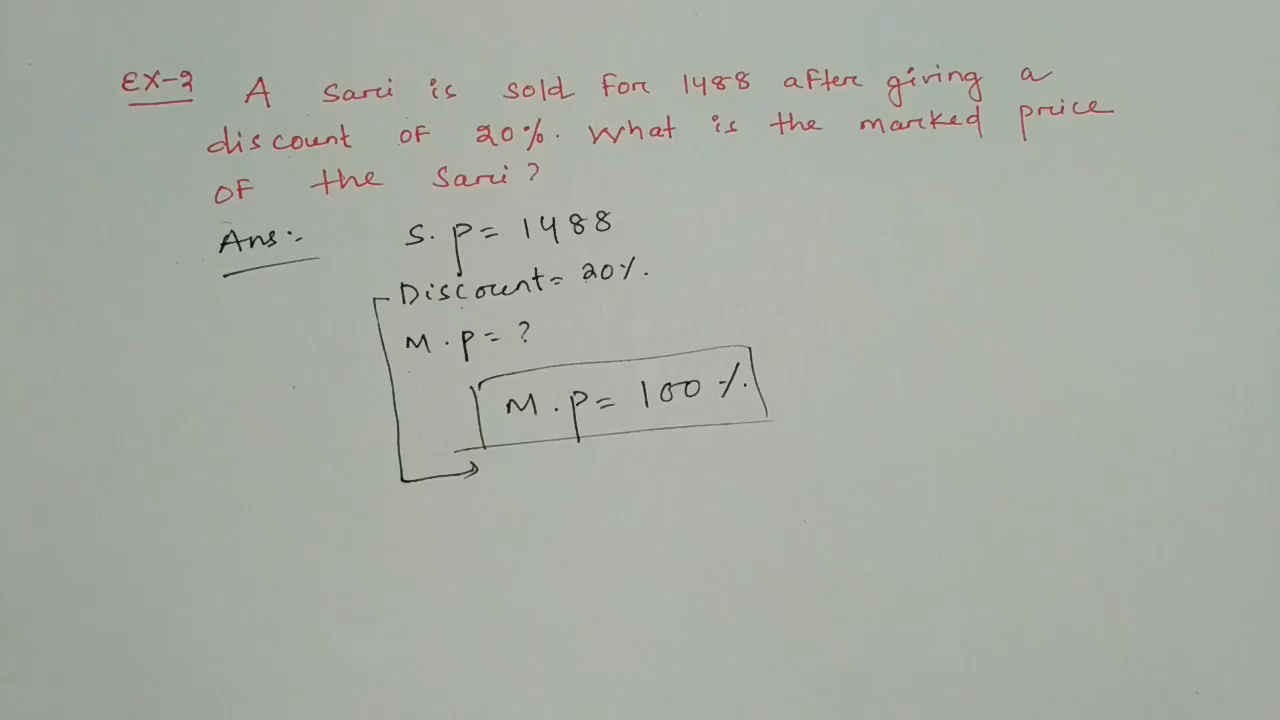 Ex-2 A Sari is sold for 1488 after giving a
discount of 20%. What is the marked price
of the Sari?
Ans:- S.P= 1488
Discount= 20%.
M.P= ?
M.P= 100%.